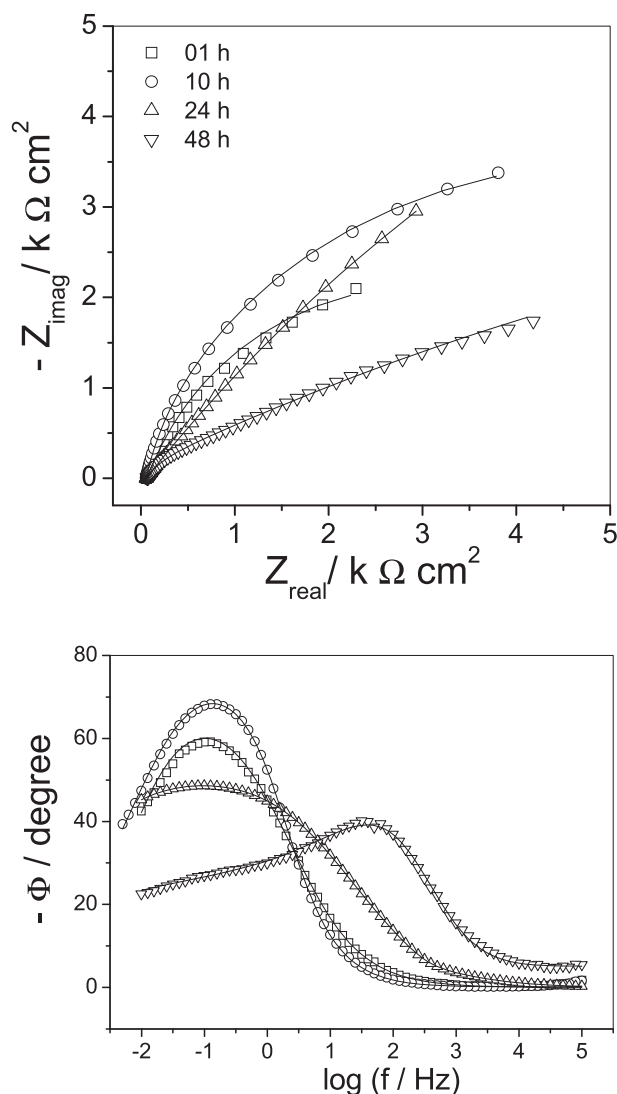 5
4
3
2
1
0
- Z_imag / k Ω cm²
01 h
10 h
24 h
48 h
0 1 2 3 4 5
Z_real / k Ω cm²
80
60
40
20
0
- Φ / degree
-2 -1 0 1 2 3 4 5
log (f / Hz)